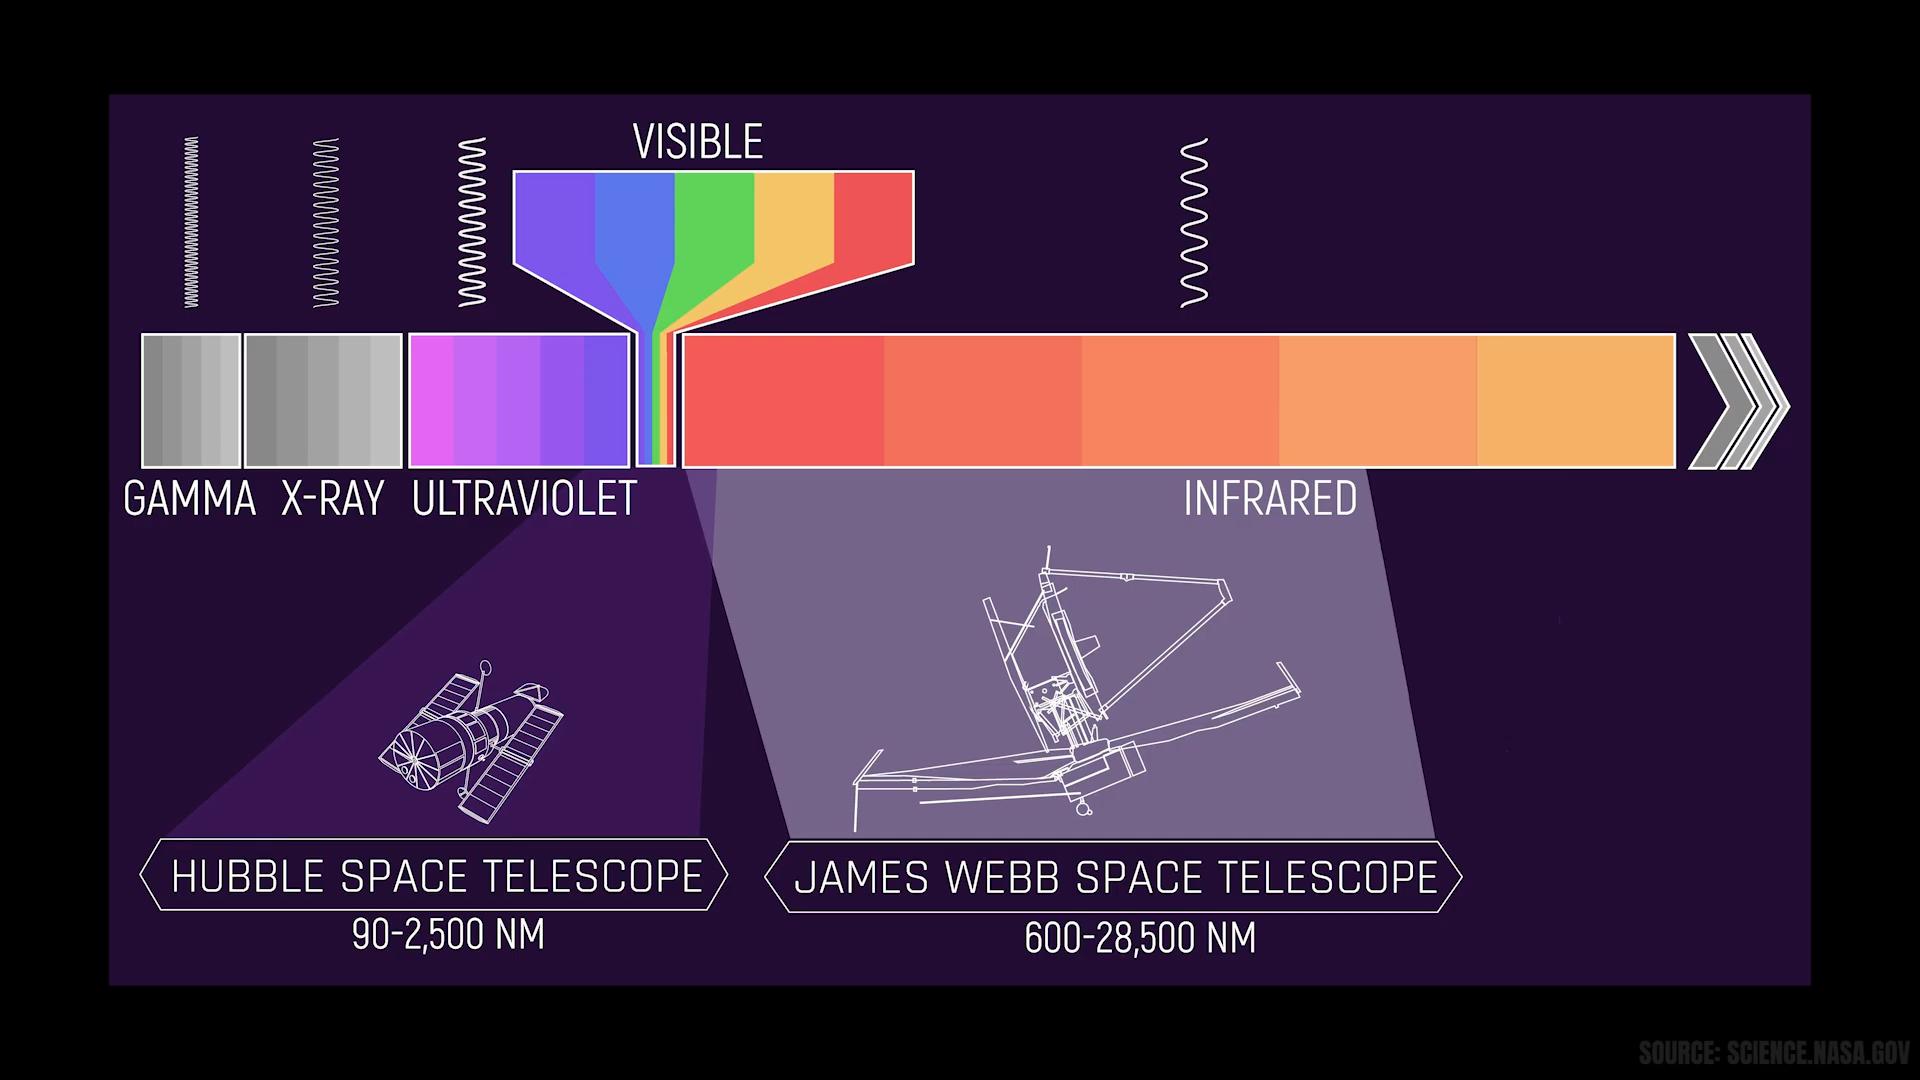 VISIBLE
GAMMA X-RAY ULTRAVIOLET INFRARED
HUBBLE SPACE TELESCOPE
90-2,500 NM
JAMES WEBB SPACE TELESCOPE
600-28,500 NM
SOURCE: SCIENCE.NASA.GOV